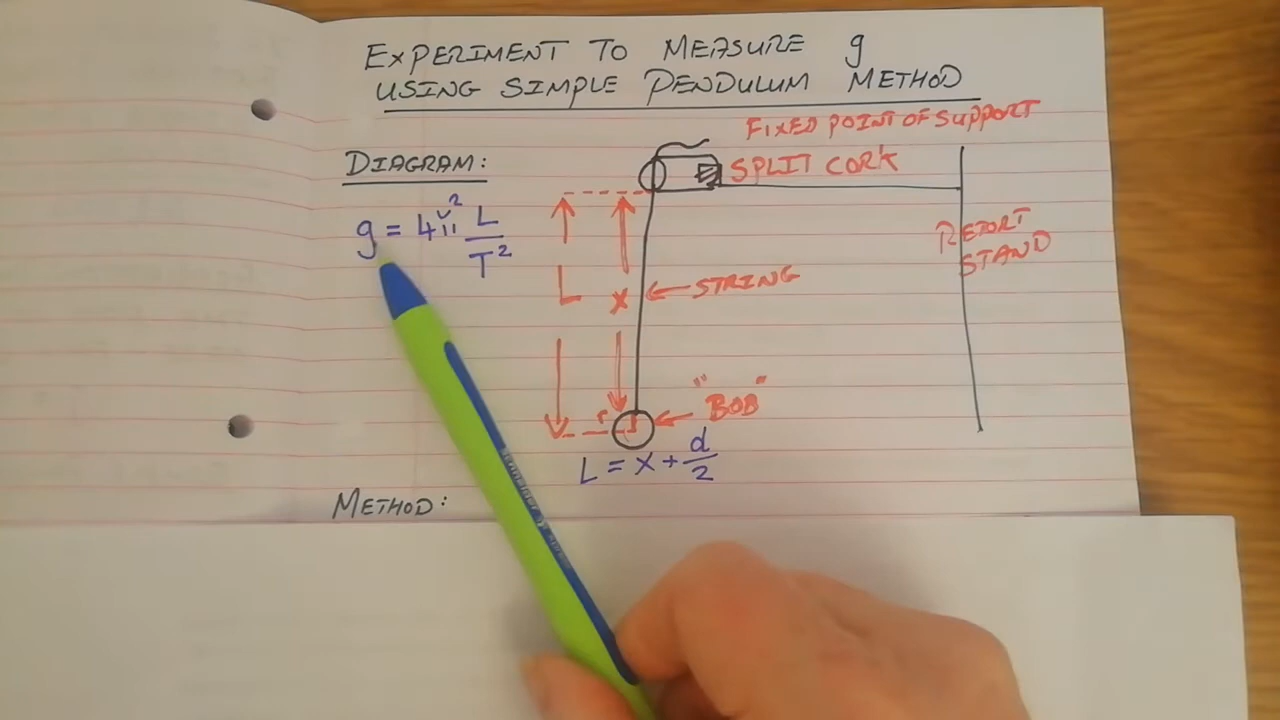 EXPERIMENT TO MEASURE g
USING SIMPLE PENDULUM METHOD
FIXED POINT OF SUPPORT
SPLIT CORK
DIAGRAM:
g = 4π² L
T²
RETORT
STAND
L
x
← STRING
"BOB"
r
L = x + d
2
METHOD:
Schneider